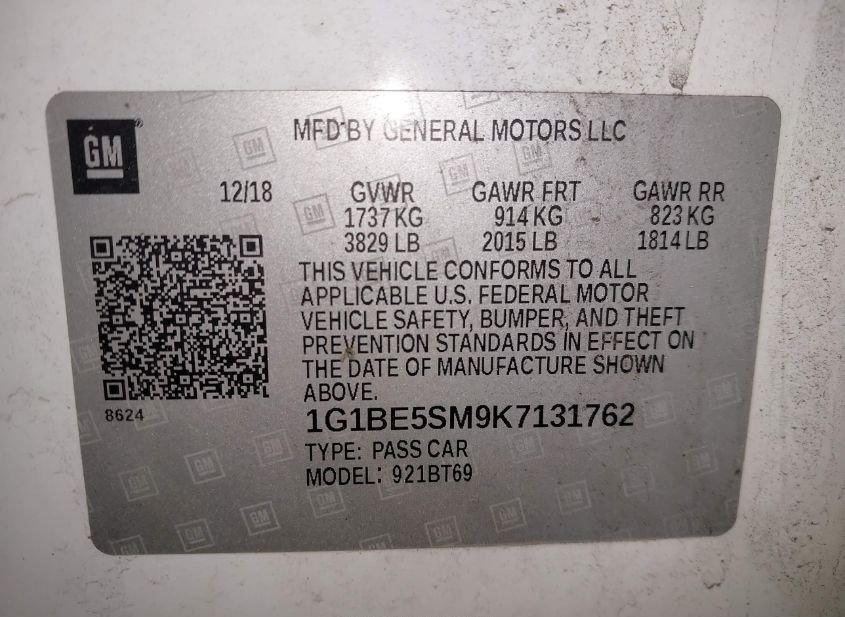 GM
MFD BY GENERAL MOTORS LLC
12/18 GVWR GAWR FRT GAWR RR
1737 KG 914 KG 823 KG
3829 LB 2015 LB 1814 LB
THIS VEHICLE CONFORMS TO ALL
APPLICABLE U.S. FEDERAL MOTOR
VEHICLE SAFETY, BUMPER, AND THEFT
PREVENTION STANDARDS IN EFFECT ON
THE DATE OF MANUFACTURE SHOWN
ABOVE.
8624
1G1BE5SM9K7131762
TYPE: PASS CAR
MODEL: 921BT69